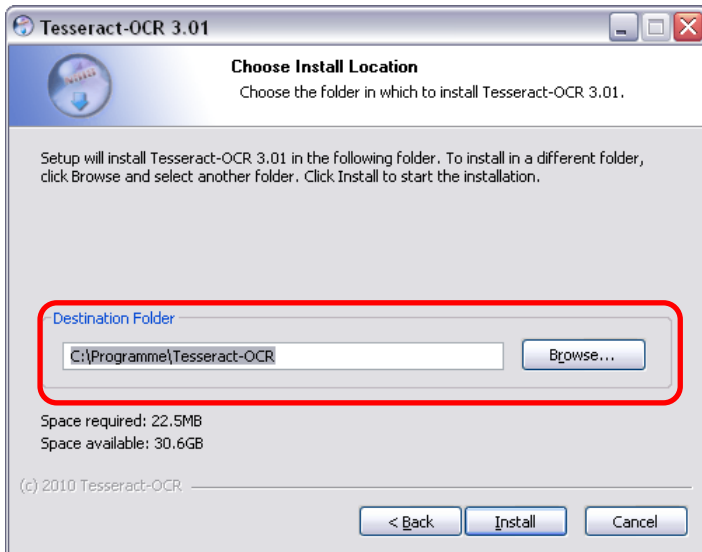 Tesseract-OCR 3.01
Choose Install Location
Choose the folder in which to install Tesseract-OCR 3.01.
Setup will install Tesseract-OCR 3.01 in the following folder. To install in a different folder,
click Browse and select another folder. Click Install to start the installation.
Destination Folder
C:\Programme\Tesseract-OCR
Browse...
Space required: 22.5MB
Space available: 30.6GB
(c) 2010 Tesseract-OCR
< Back Install Cancel